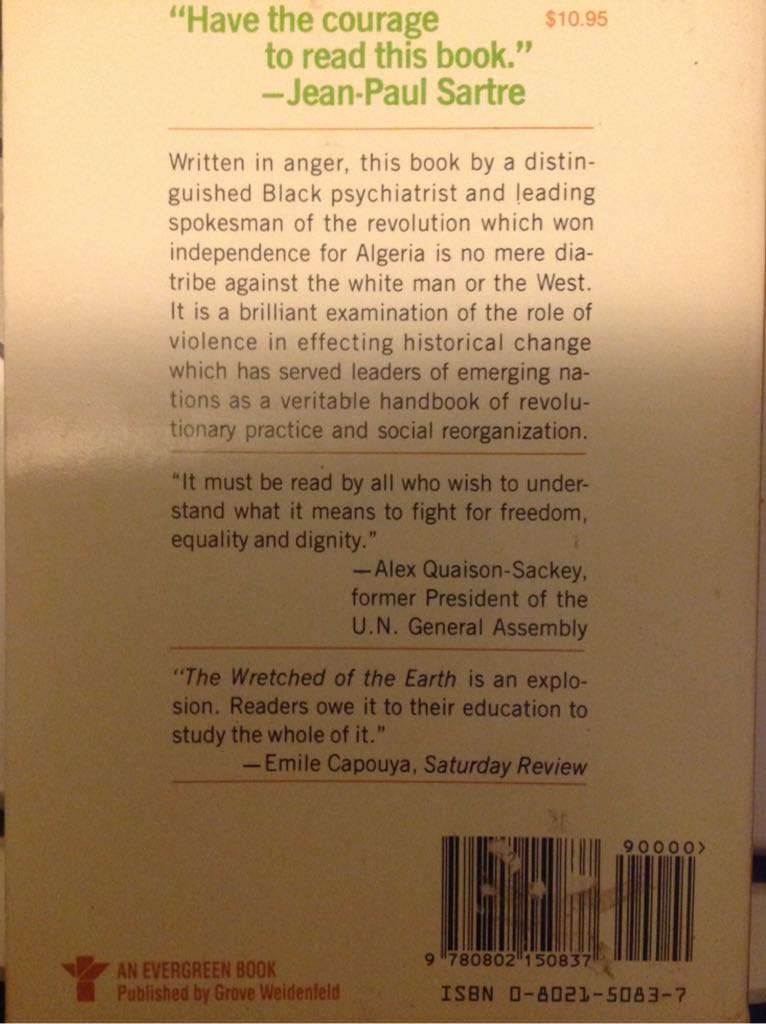 “Have the courage
to read this book.”
—Jean-Paul Sartre
$10.95
Written in anger, this book by a distin-
guished Black psychiatrist and leading
spokesman of the revolution which won
independence for Algeria is no mere dia-
tribe against the white man or the West.
It is a brilliant examination of the role of
violence in effecting historical change
which has served leaders of emerging na-
tions as a veritable handbook of revolu-
tionary practice and social reorganization.
“It must be read by all who wish to under-
stand what it means to fight for freedom,
equality and dignity.”
—Alex Quaison-Sackey,
former President of the
U.N. General Assembly
“The Wretched of the Earth is an explo-
sion. Readers owe it to their education to
study the whole of it.”
—Emile Capouya, Saturday Review
90000>
9 780802 150837
ISBN 0-8021-5083-7
AN EVERGREEN BOOK
Published by Grove Weidenfeld